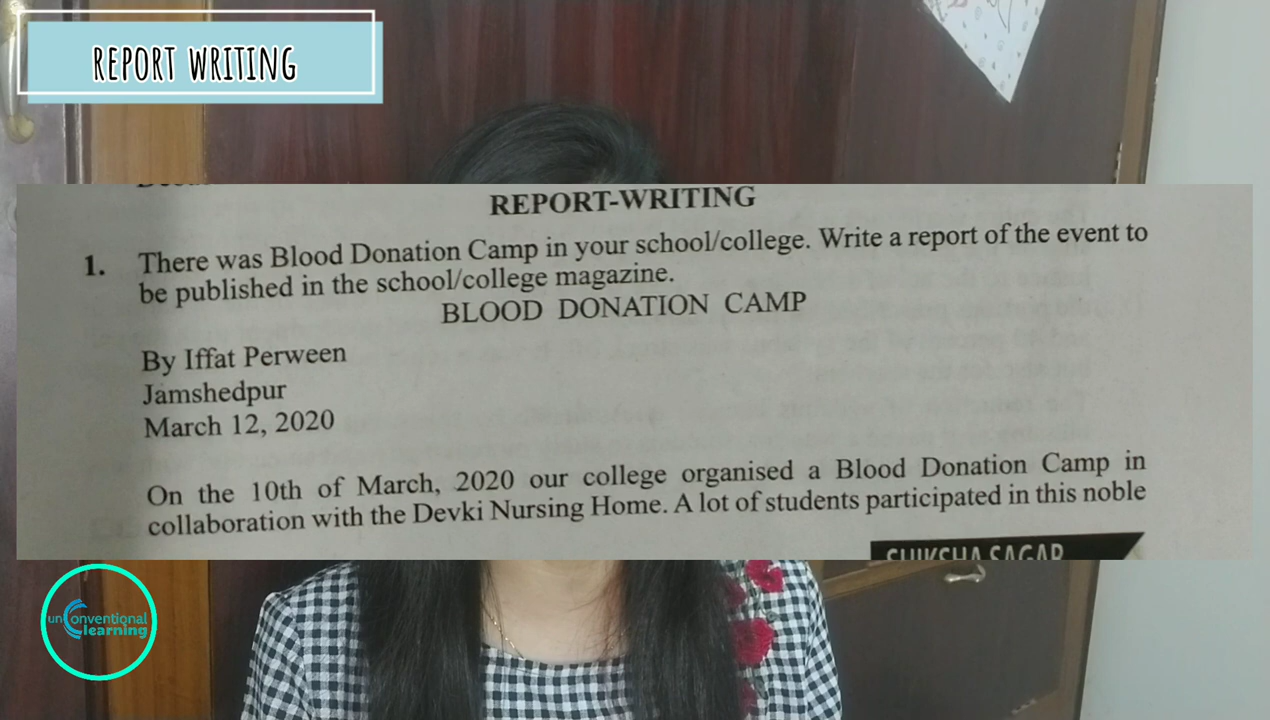 REPORT WRITING
REPORT-WRITING
1. There was Blood Donation Camp in your school/college. Write a report of the event to
be published in the school/college magazine.
BLOOD DONATION CAMP
By Iffat Perween
Jamshedpur
March 12, 2020
On the 10th of March, 2020 our college organised a Blood Donation Camp in
collaboration with the Devki Nursing Home. A lot of students participated in this noble
SHIKSHA SAGAR
unConventional
learning